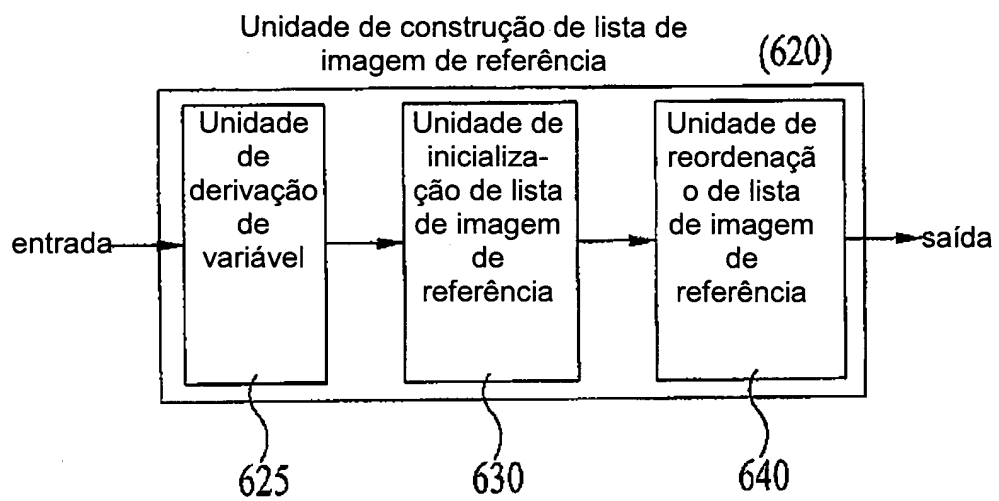 Unidade de construção de lista de
imagem de referência
(620)
entrada
Unidade
de
derivação
de
variável
Unidade de
inicializa-
ção de lista
de imagem
de
referência
Unidade de
reordenaçã
o de lista
de imagem
de
referência
saída
625
630
640